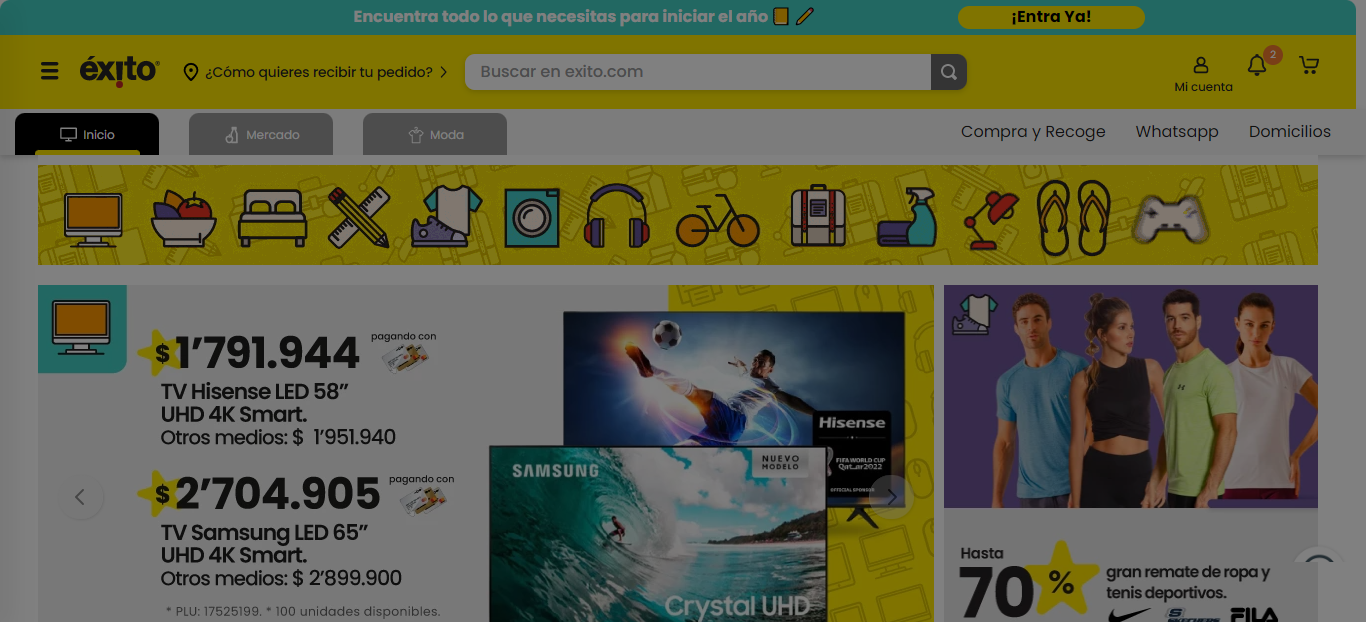 Encuentra todo lo que necesitas para iniciar el año
¡Entra Ya!
éxito
¿Cómo quieres recibir tu pedido?
Buscar en exito.com
2
Mi cuenta
Inicio
Mercado
Moda
Compra y Recoge
Whatsapp
Domicilios
$1’791.944
pagando con
TV Hisense LED 58”
UHD 4K Smart.
Otros medios: $ 1’951.940
$2’704.905
pagando con
TV Samsung LED 65”
UHD 4K Smart.
Otros medios: $ 2’899.900
* PLU: 17525199. * 100 unidades disponibles.
Hisense
FIFA WORLD CUP
Qatar2022
OFFICIAL SPONSOR
SAMSUNG
NUEVO
MODELO
Crystal UHD
Hasta
70%
gran remate de ropa y
tenis deportivos.
SKECHERS
FILA